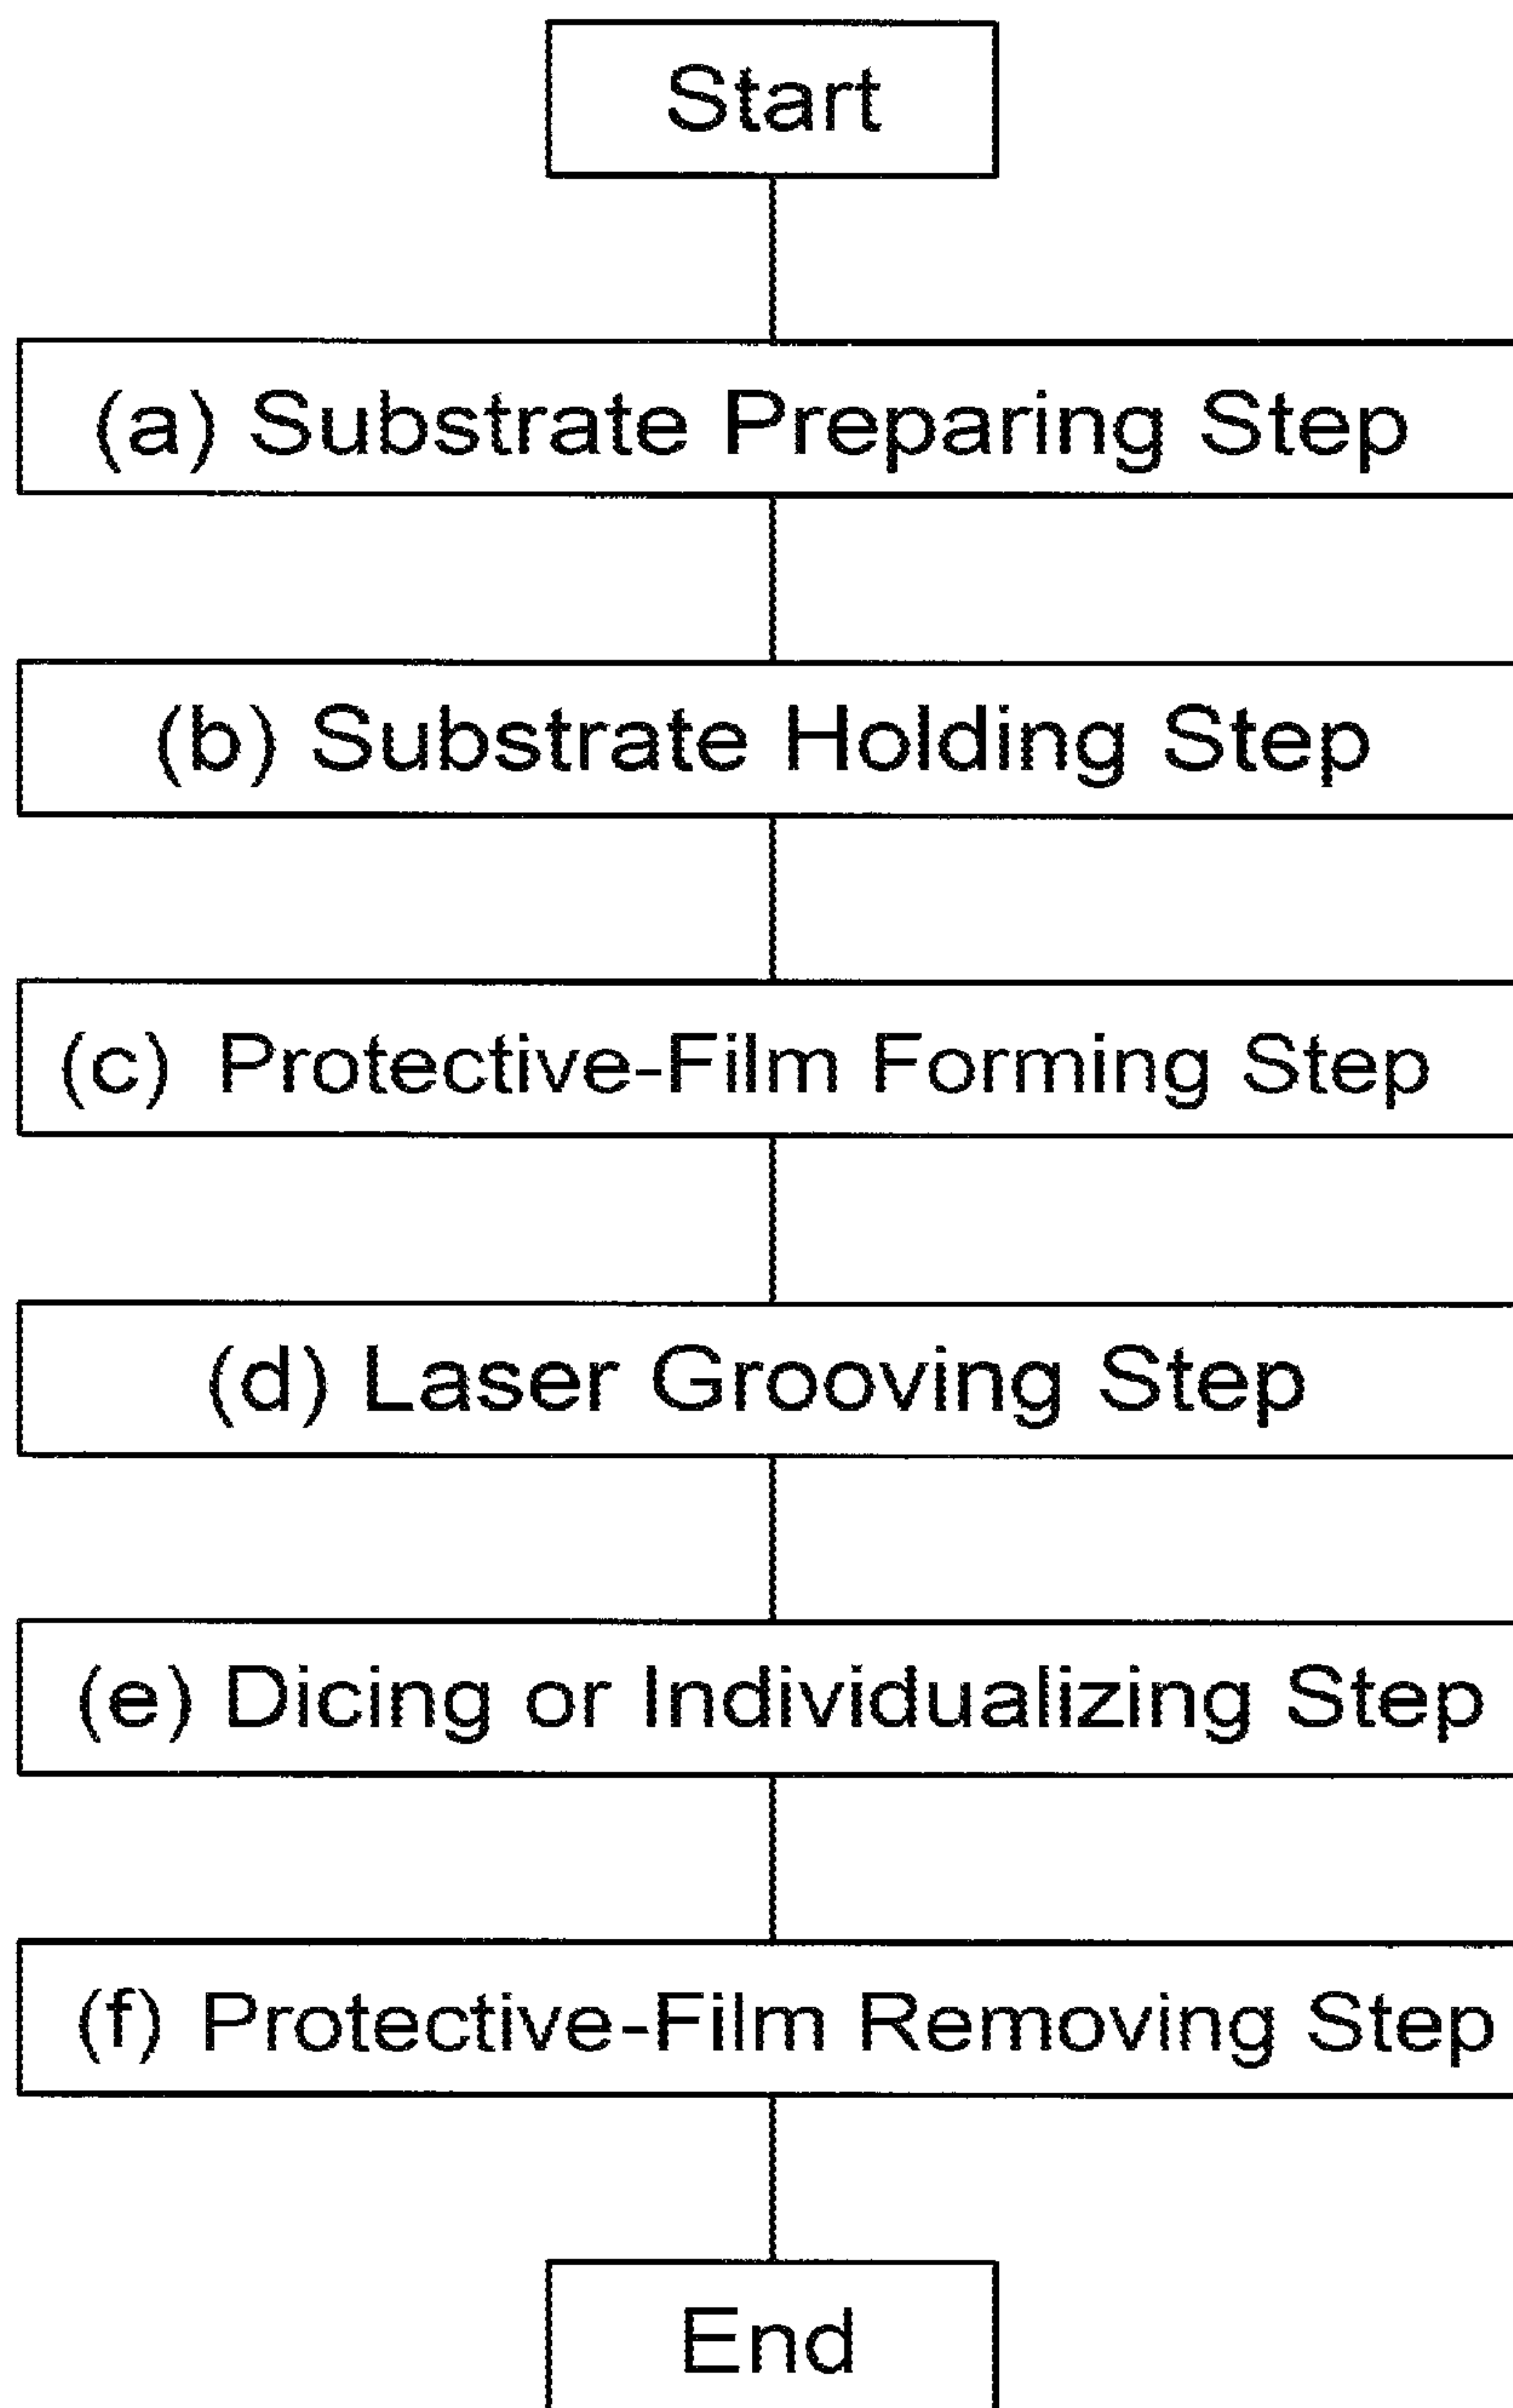 Start
(a) Substrate Preparing Step
(b) Substrate Holding Step
(c) Protective-Film Forming Step
(d) Laser Grooving Step
(e) Dicing or Individualizing Step
(f) Protective-Film Removing Step
End